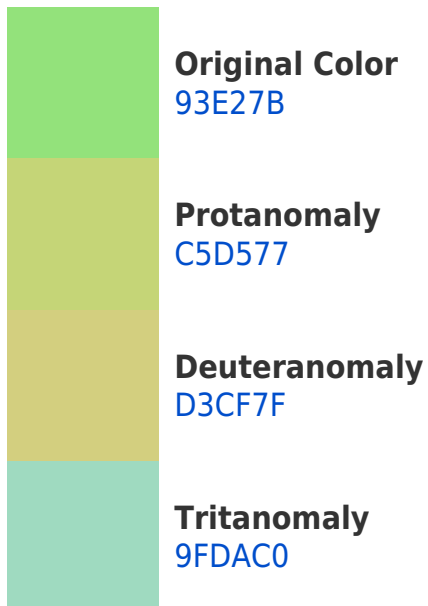 Original Color
93E27B
Protanomaly
C5D577
Deuteranomaly
D3CF7F
Tritanomaly
9FDAC0